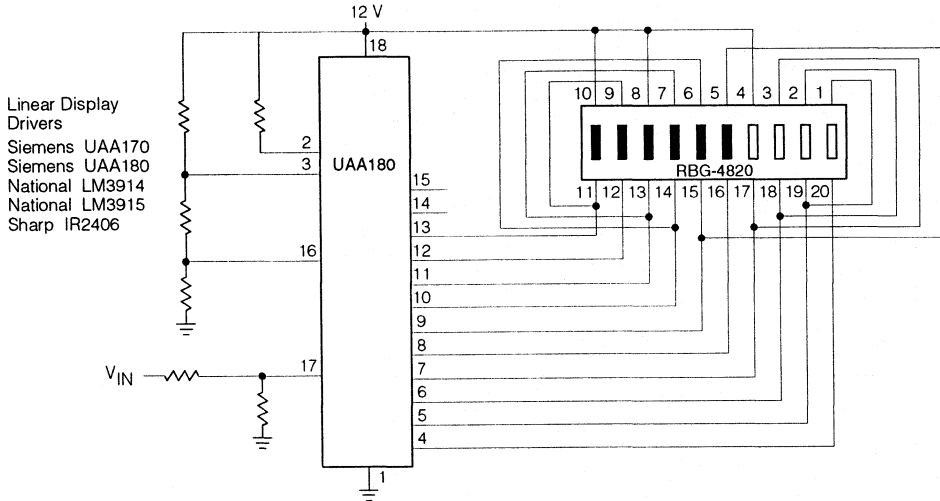 12 V
18
Linear Display
Drivers
Siemens UAA170
Siemens UAA180
National LM3914
National LM3915
Sharp IR2406
2
3
16
17
V IN
UAA180
15
14
13
12
11
10
9
8
7
6
5
4
1
10 9 8 7 6 5 4 3 2 1
RBG-4820
11 12 13 14 15 16 17 18 19 20